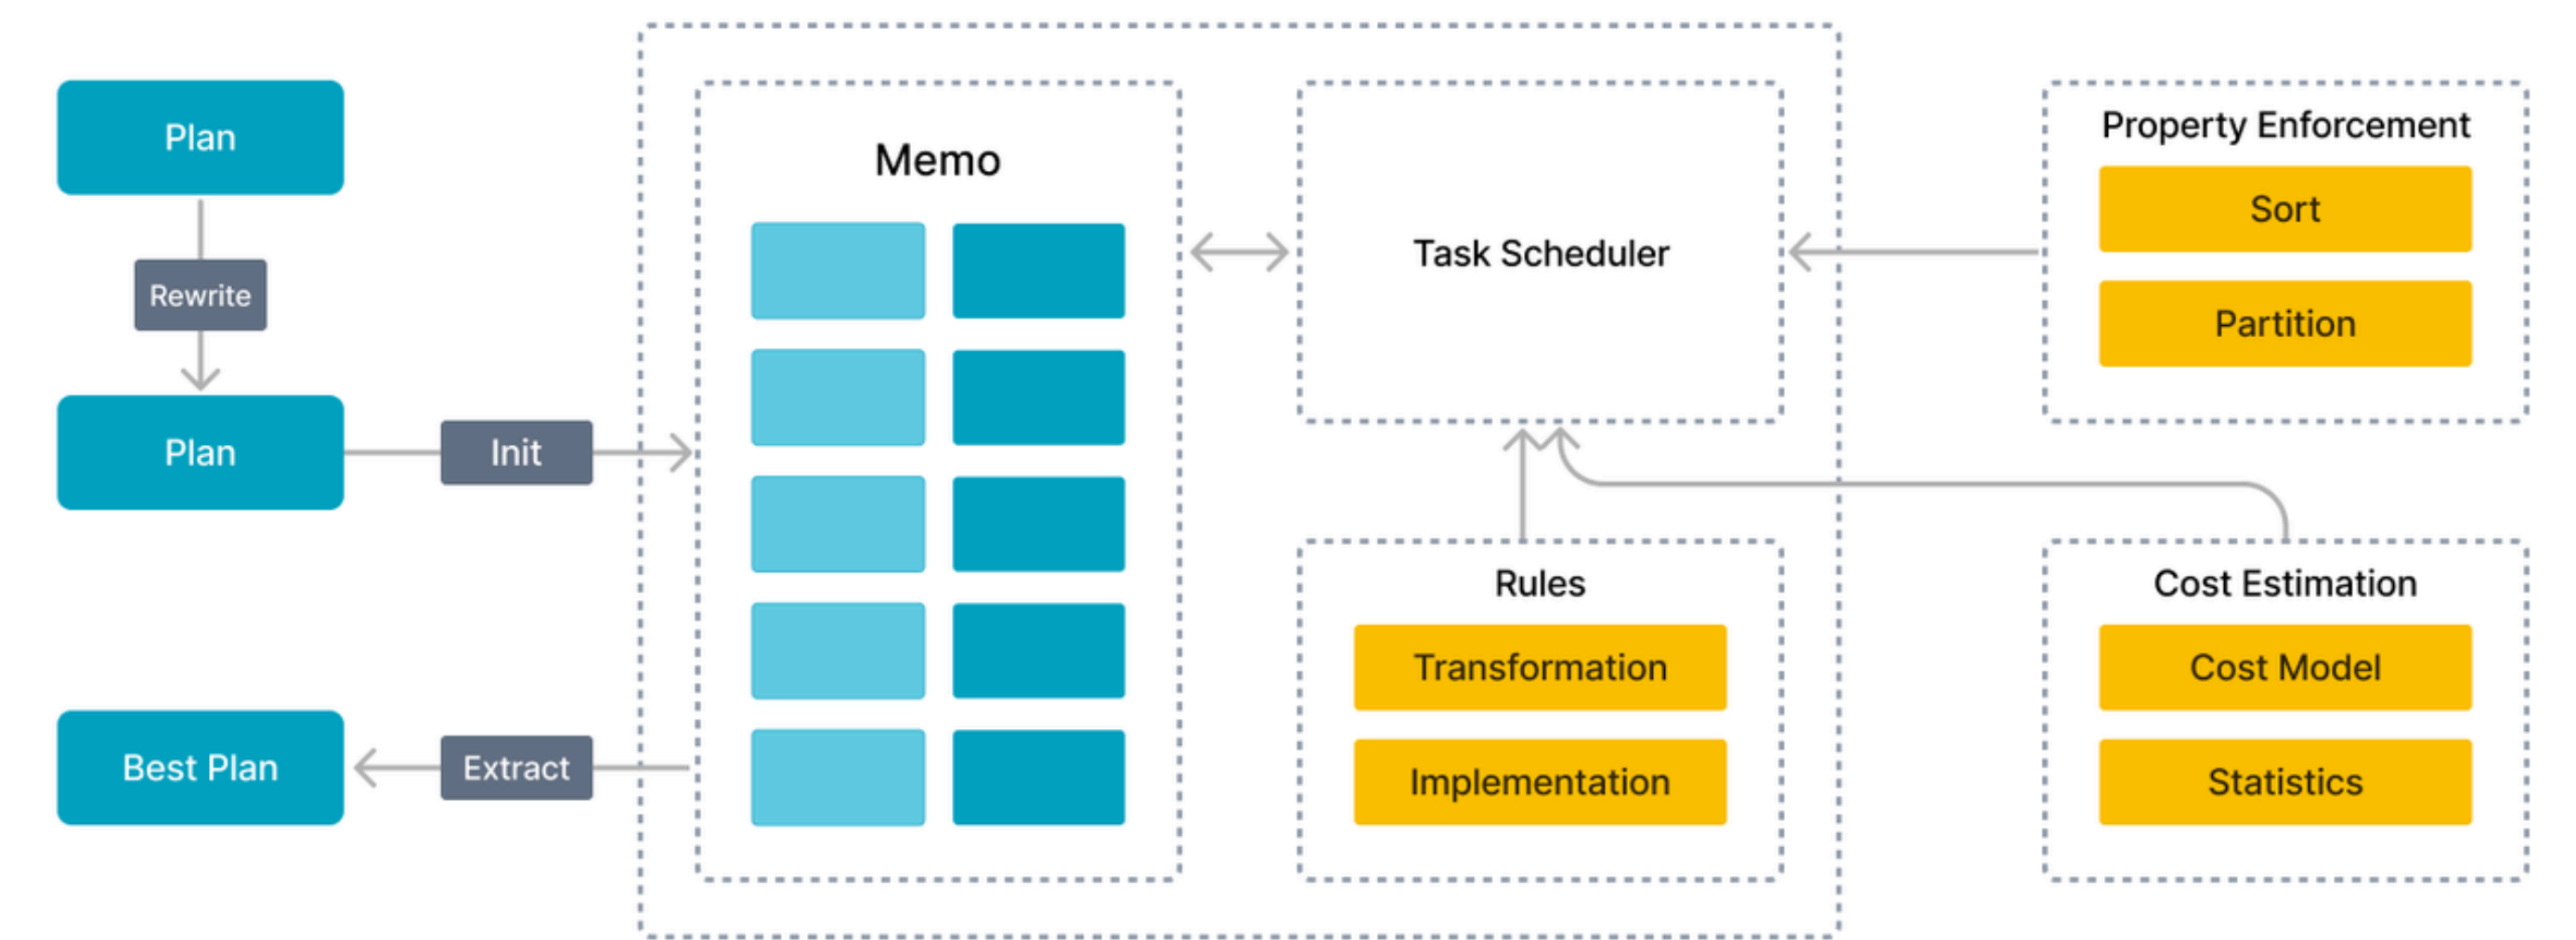 Plan
Rewrite
Plan
Init
Best Plan
Extract
Memo
Task Scheduler
Rules
Transformation
Implementation
Property Enforcement
Sort
Partition
Cost Estimation
Cost Model
Statistics